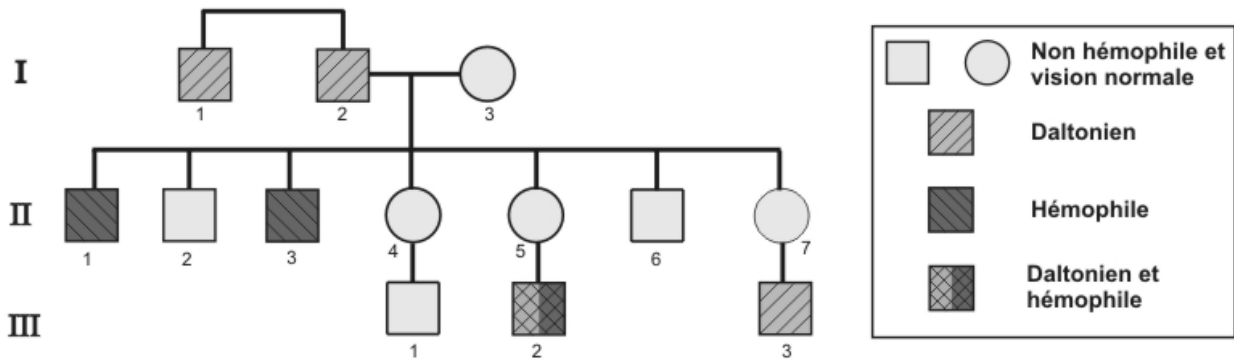 I
1
2
3
II
1
2
3
4
5
6
7
III
1
2
3
Non hémophile et
vision normale
Daltonien
Hémophile
Daltonien et
hémophile